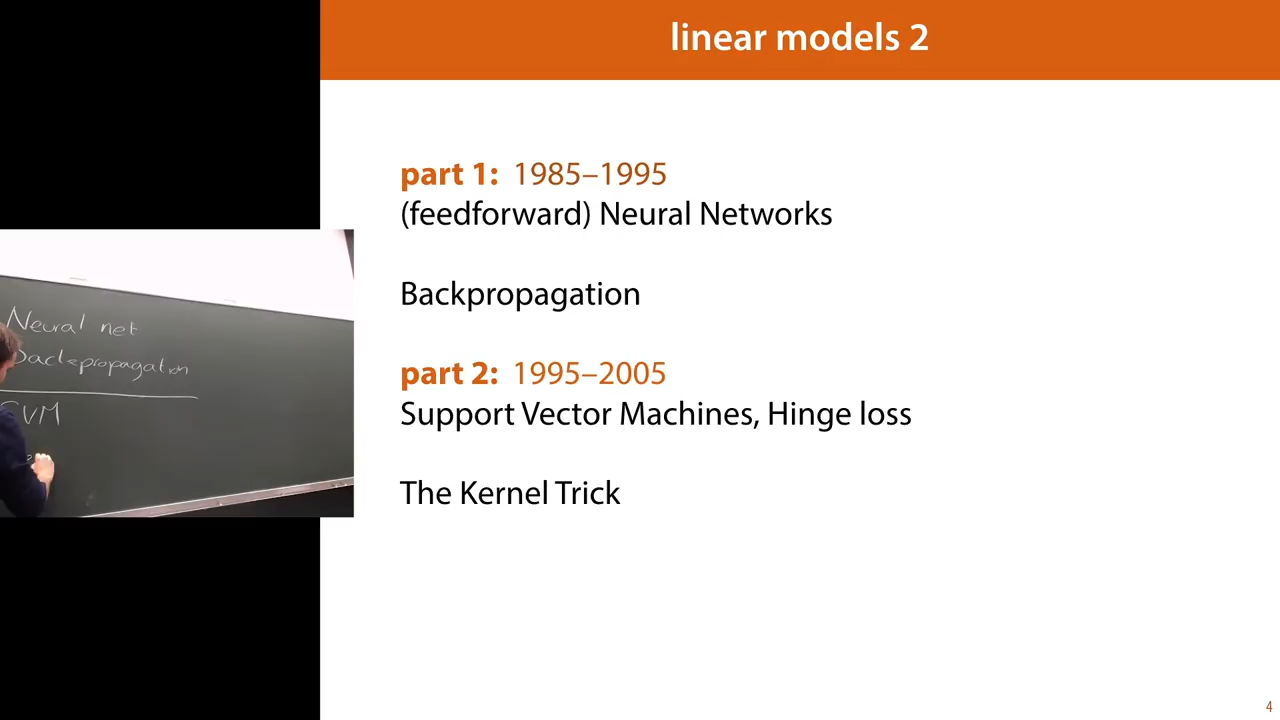 linear models 2
part 1: 1985–1995
(feedforward) Neural Networks
Backpropagation
part 2: 1995–2005
Support Vector Machines, Hinge loss
The Kernel Trick
4
Neural net
backpropagation
SVM